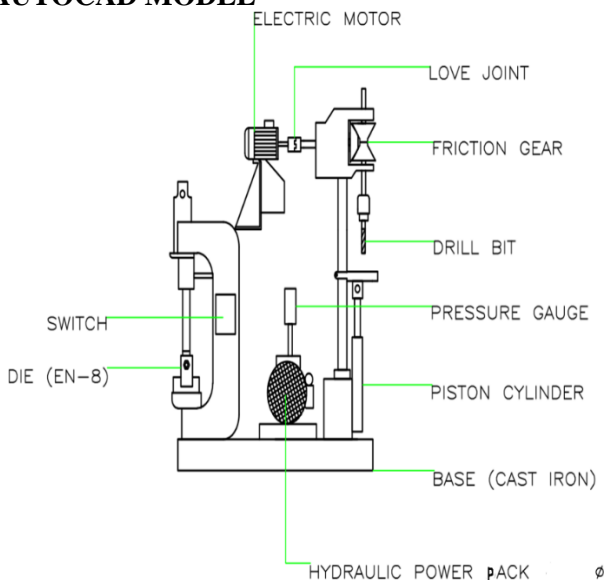 AUTOCAD MODEL
ELECTRIC MOTOR
LOVE JOINT
FRICTION GEAR
DRILL BIT
PRESSURE GAUGE
SWITCH
DIE (EN-8)
PISTON CYLINDER
BASE (CAST IRON)
HYDRAULIC POWER pACK ø